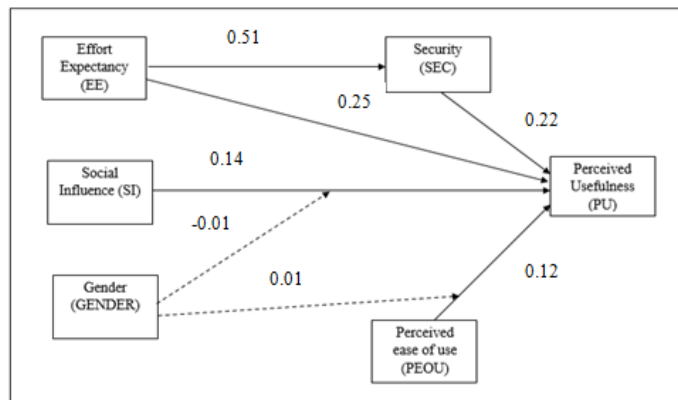 0.51
Effort
Expectancy
(EE)
Security
(SEC)
0.25
0.22
0.14
Social
Influence (SI)
Perceived
Usefulness
(PU)
-0.01
Gender
(GENDER)
0.01
0.12
Perceived
ease of use
(PEOU)